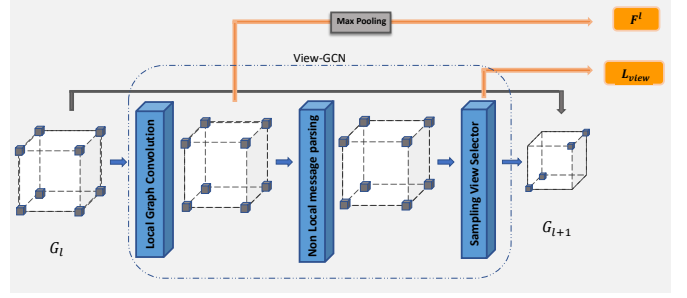 Max Pooling
F^l
View-GCN
L_view
Local Graph Convolution
Non Local message parsing
Sampling View Selector
G_l
G_{l+1}